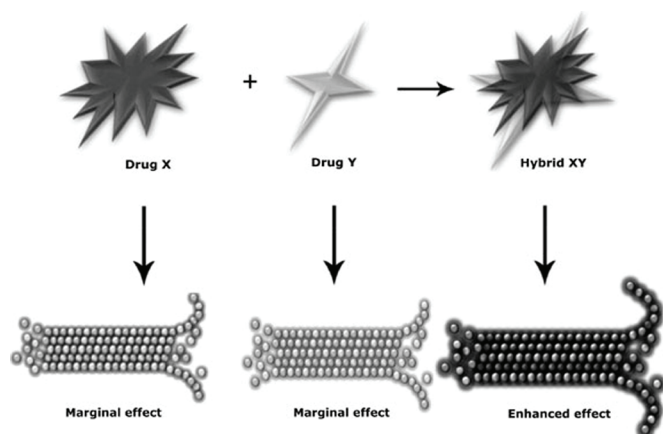 +
Drug X
Drug Y
Hybrid XY
Marginal effect
Marginal effect
Enhanced effect